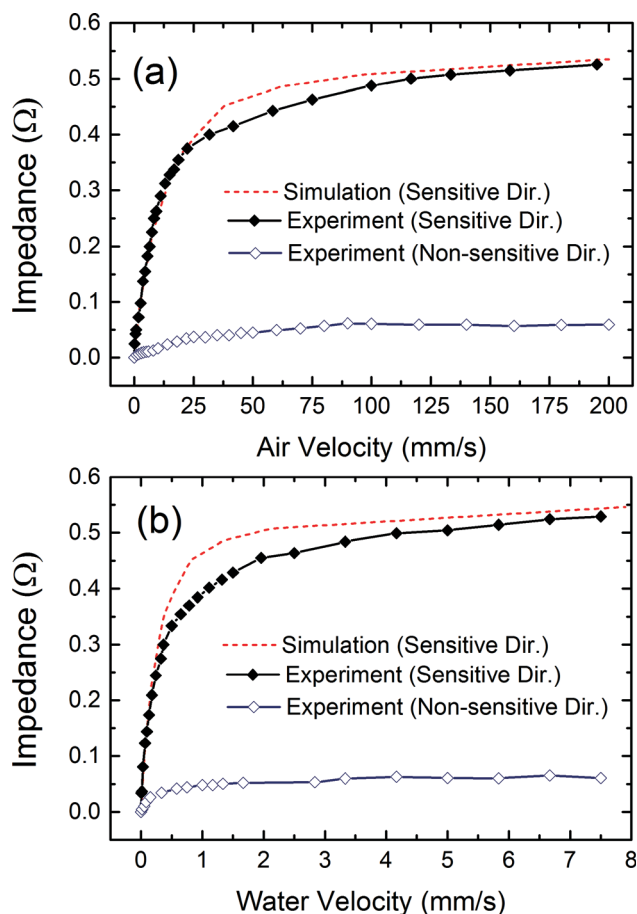 0.6
(a)
0.5
0.4
0.3
0.2
0.1
0.0
Impedance (Ω)
Simulation (Sensitive Dir.)
Experiment (Sensitive Dir.)
Experiment (Non-sensitive Dir.)
0 25 50 75 100 125 150 175 200
Air Velocity (mm/s)
0.6
(b)
0.5
0.4
0.3
0.2
0.1
0.0
Impedance (Ω)
Simulation (Sensitive Dir.)
Experiment (Sensitive Dir.)
Experiment (Non-sensitive Dir.)
0 1 2 3 4 5 6 7 8
Water Velocity (mm/s)